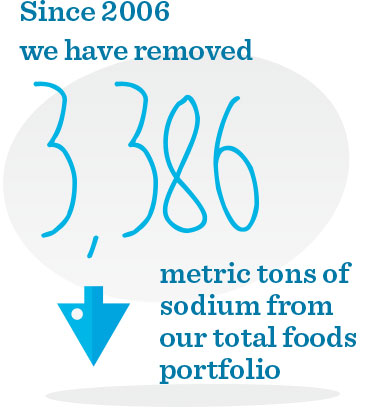 Since 2006
we have removed
3,386
metric tons of
sodium from
our total foods
portfolio